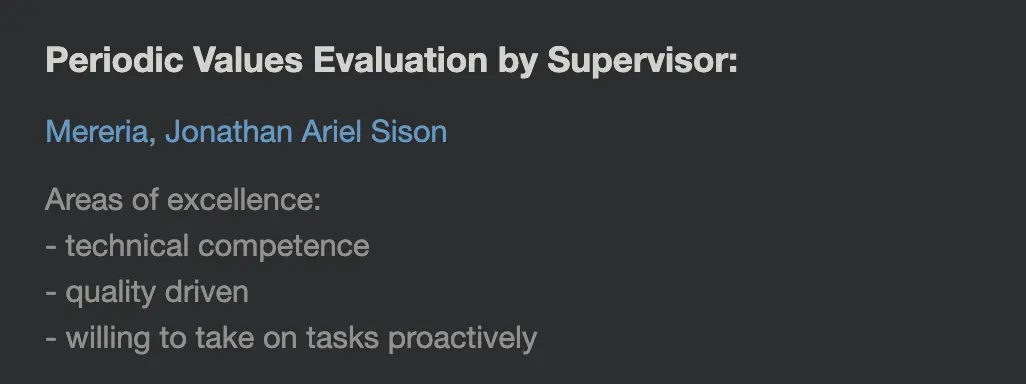 Periodic Values Evaluation by Supervisor:
Mereria, Jonathan Ariel Sison
Areas of excellence:
- technical competence
- quality driven
- willing to take on tasks proactively